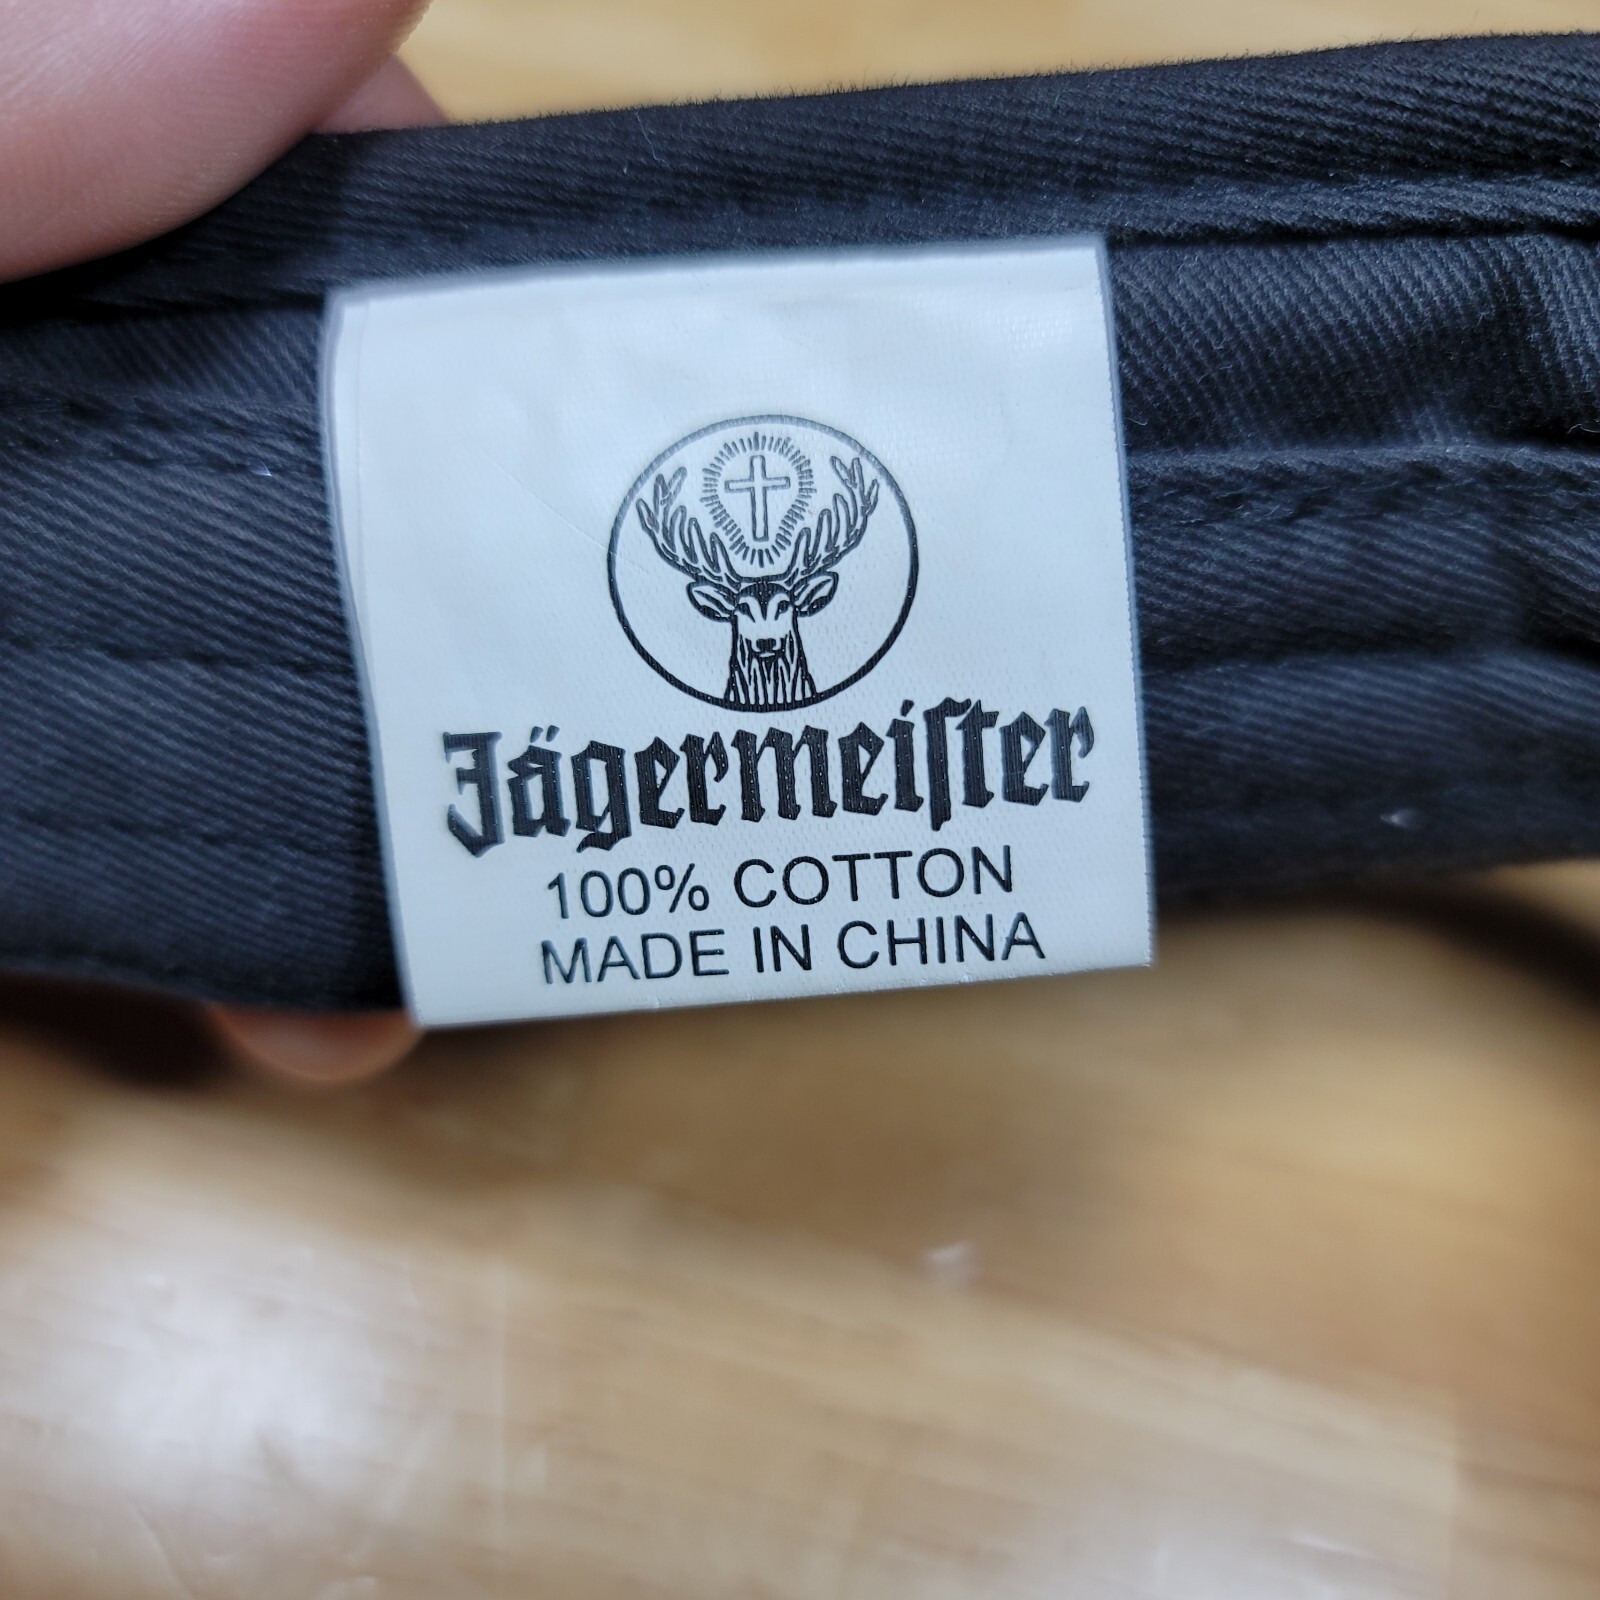 Jägermeiſter
100% COTTON
MADE IN CHINA